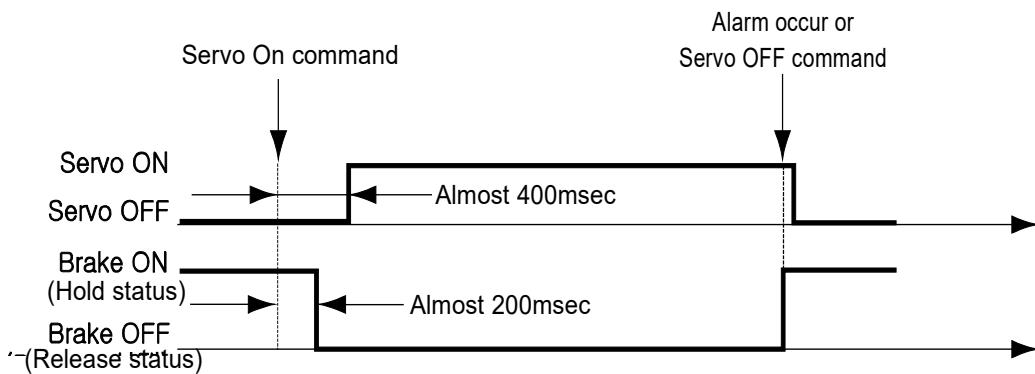 Alarm occur or
Servo On command
Servo OFF command
Servo ON
Almost 400msec
Servo OFF
Brake ON
(Hold status)
Almost 200msec
Brake OFF
(Release status)